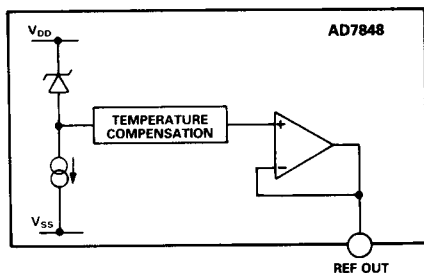 AD7848
VDD
TEMPERATURE
COMPENSATION
+
−
VSS
REF OUT